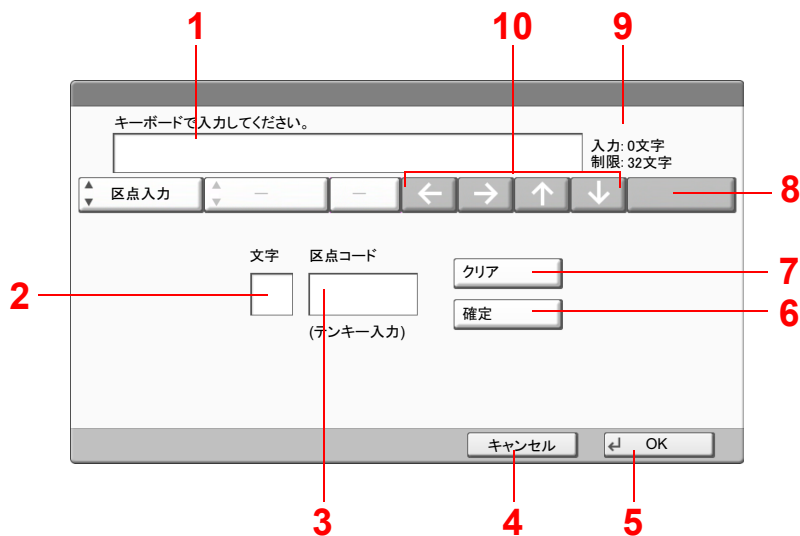 1 10 9
キーボードで入力してください。
入力: 0文字
制限: 32文字
区点入力 － － ← → ↑ ↓ 8
文字 区点コード
クリア 7
2
確定 6
(テンキー入力)
キャンセル OK
3 4 5